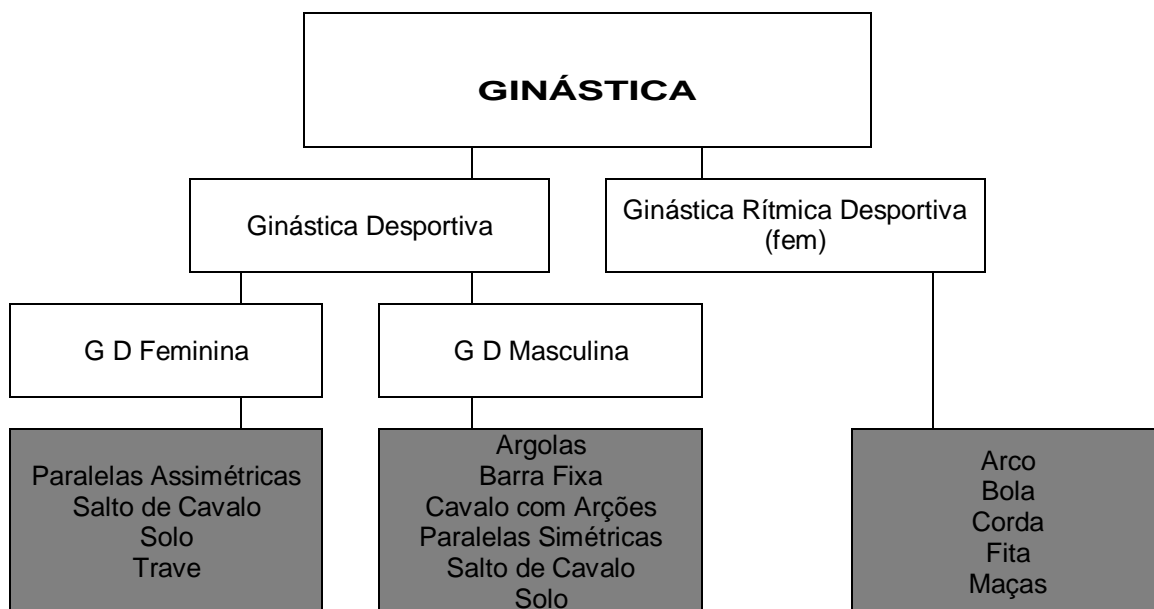 GINÁSTICA
Ginástica Desportiva
Ginástica Rítmica Desportiva
(fem)
G D Feminina
G D Masculina
Paralelas Assimétricas
Salto de Cavalo
Solo
Trave
Argolas
Barra Fixa
Cavalo com Arções
Paralelas Simétricas
Salto de Cavalo
Solo
Arco
Bola
Corda
Fita
Maças